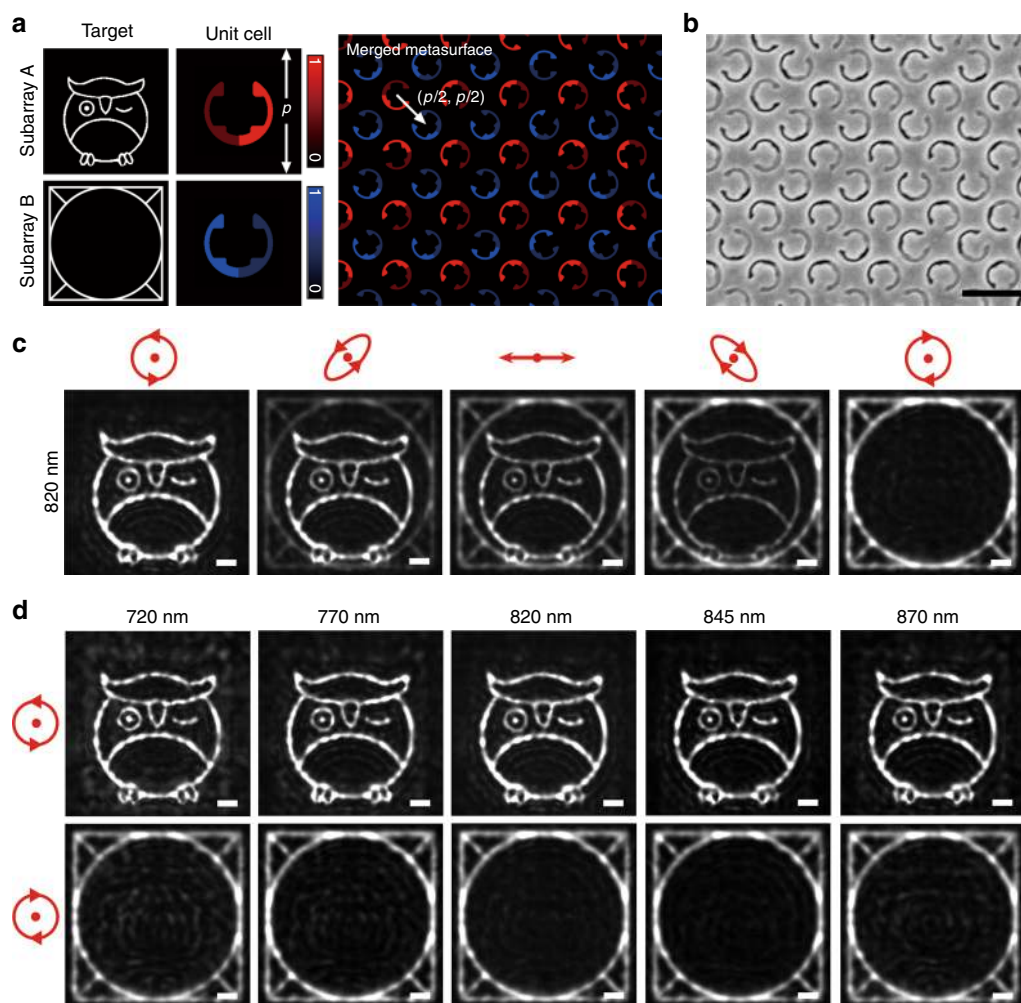 a
Target
Unit cell
Merged metasurface
b
Subarray A
p
1
0
(p/2, p/2)
Subarray B
1
0
c
820 nm
d
720 nm
770 nm
820 nm
845 nm
870 nm